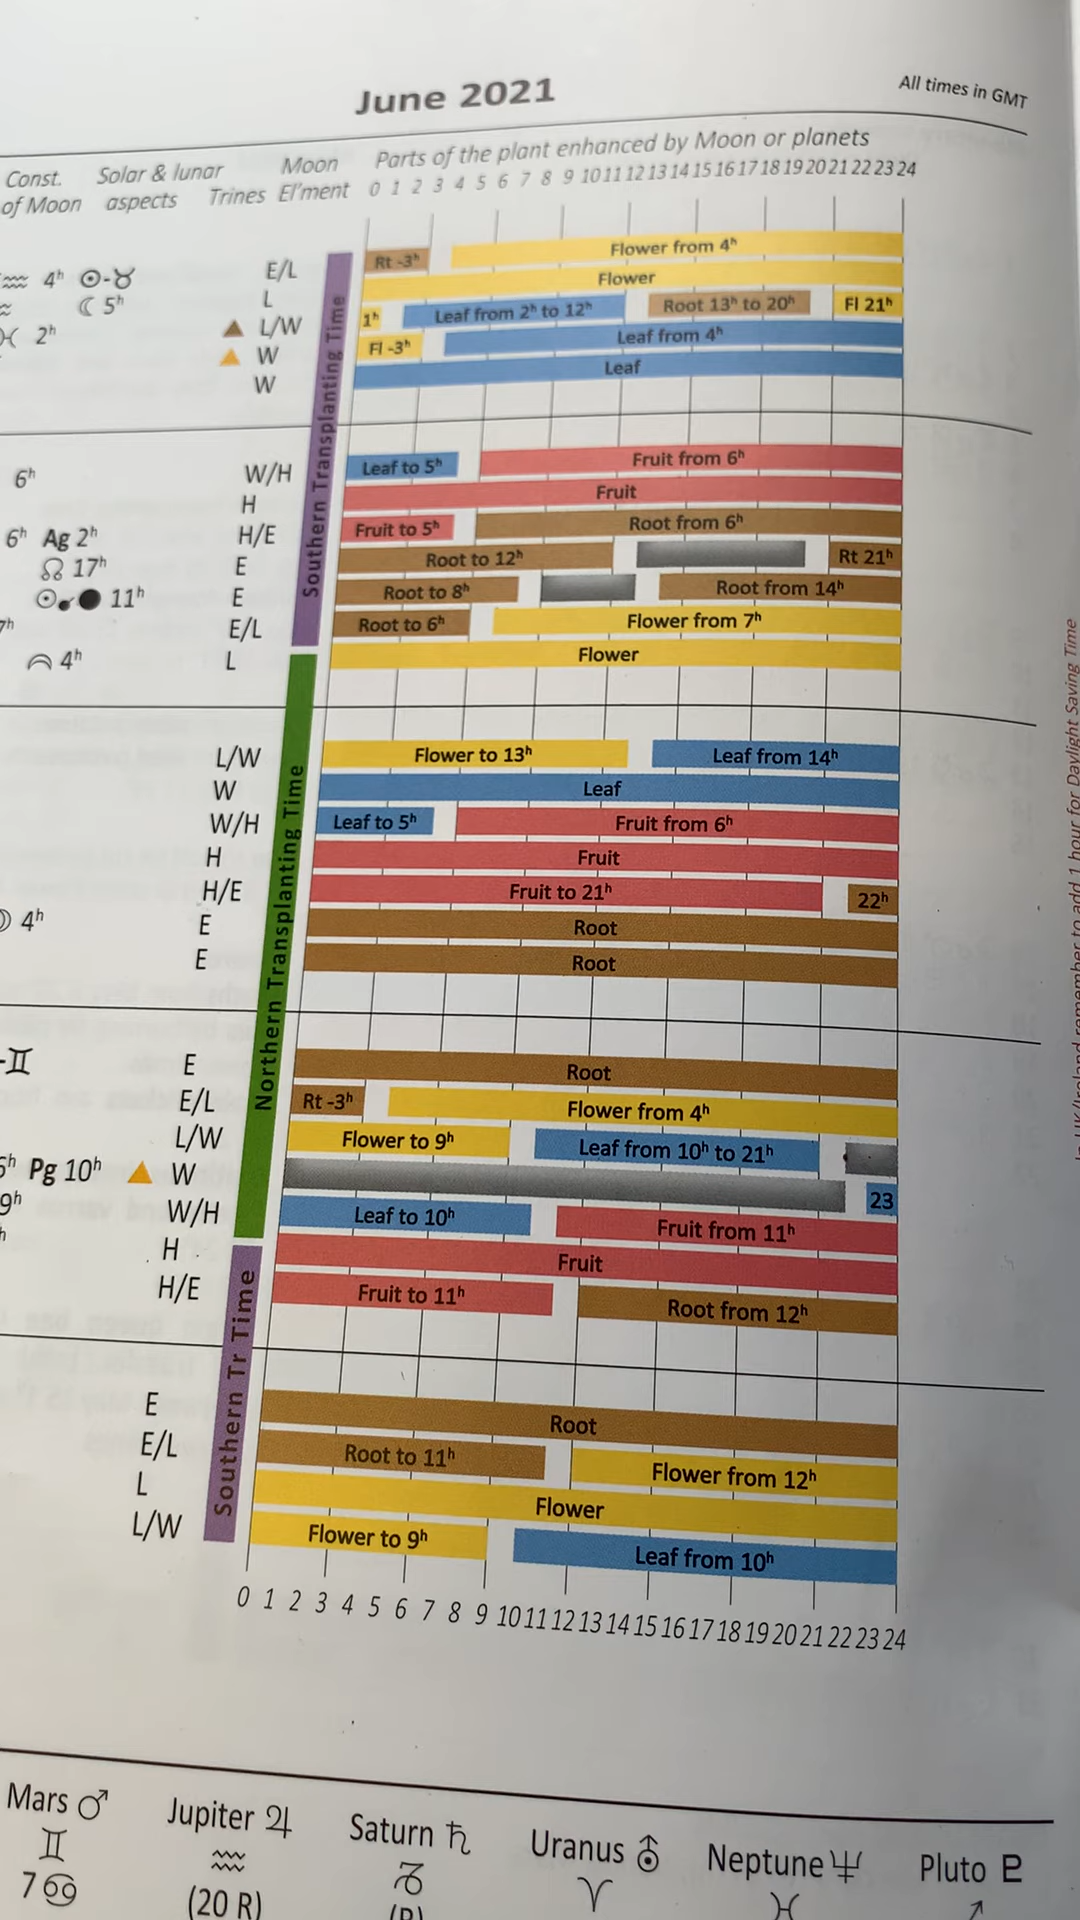 June 2021
All times in GMT
Const. of Moon
Solar & lunar aspects
Trines
Moon El'ment
Parts of the plant enhanced by Moon or planets
0 1 2 3 4 5 6 7 8 9 10 11 12 13 14 15 16 17 18 19 20 21 22 23 24
♒ 4ʰ ☉-♉ E/L Rt -3ʰ Flower from 4ʰ
☾ 5ʰ L Flower
♓ 2ʰ L/W 1ʰ Leaf from 2ʰ to 12ʰ Root 13ʰ to 20ʰ Fl 21ʰ
W Fl -3ʰ Leaf from 4ʰ
W Leaf
Southern Transplanting Time
6ʰ W/H Leaf to 5ʰ Fruit from 6ʰ
H Fruit
6ʰ Ag 2ʰ H/E Fruit to 5ʰ Root from 6ʰ
☊ 17ʰ E Root to 12ʰ Rt 21ʰ
11ʰ E Root to 8ʰ Root from 14ʰ
7ʰ E/L Root to 6ʰ Flower from 7ʰ
4ʰ L Flower
Northern Transplanting Time
L/W Flower to 13ʰ Leaf from 14ʰ
W Leaf
W/H Leaf to 5ʰ Fruit from 6ʰ
H Fruit
H/E Fruit to 21ʰ 22ʰ
4ʰ E Root
E Root
-♊ E Root
E/L Rt -3ʰ Flower from 4ʰ
L/W Flower to 9ʰ Leaf from 10ʰ to 21ʰ
Pg 10ʰ W 23
9ʰ W/H Leaf to 10ʰ Fruit from 11ʰ
H Fruit
H/E Fruit to 11ʰ Root from 12ʰ
Southern Tr Time
E Root
E/L Root to 11ʰ Flower from 12ʰ
L Flower
L/W Flower to 9ʰ Leaf from 10ʰ
0 1 2 3 4 5 6 7 8 9 10 11 12 13 14 15 16 17 18 19 20 21 22 23 24
remember to add 1 hour for Daylight Saving Time
Mars ♂ Jupiter ♃ Saturn ♄ Uranus ⛢ Neptune ♆ Pluto ♇
♊ ♒ ♑ ♈ ♓
7 ♋ (20 R)